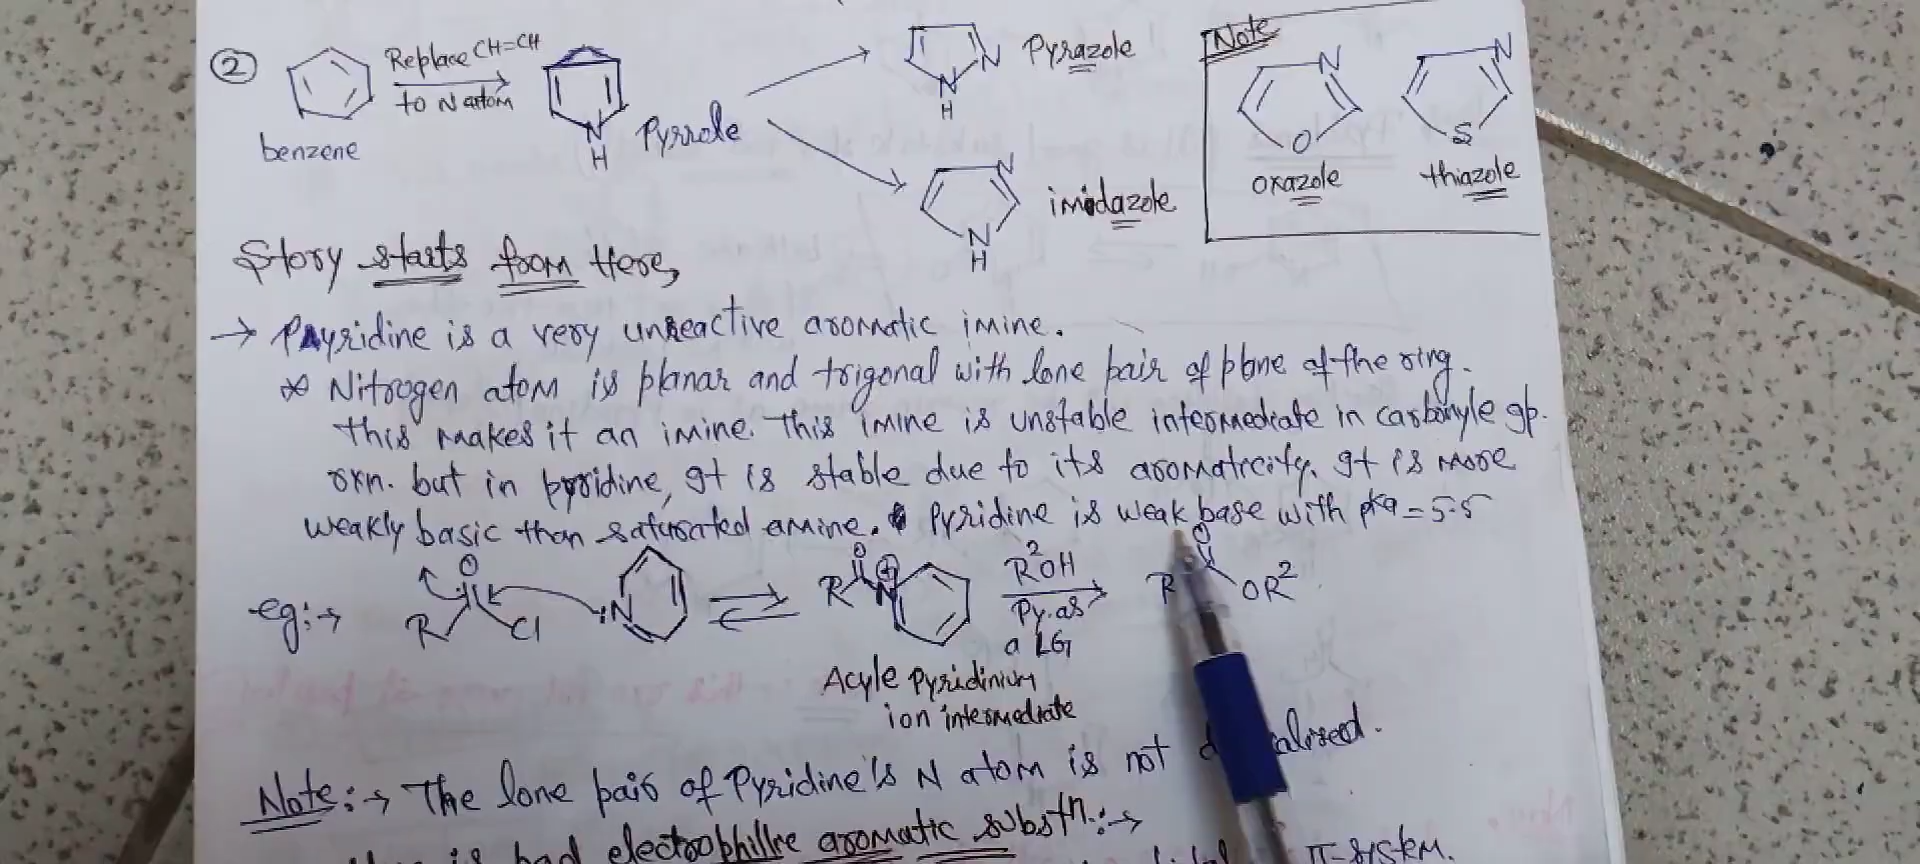 2
Replace CH=CH
to N atom
benzene
N
H
Pyrrole
N
N
H
Pyrazole
N
N
H
imidazole
Note
N
O
oxazole
N
S
thiazole
Story starts from Here,
→ Pyridine is a very unreactive aromatic imine.
* Nitrogen atom is planar and trigonal with lone pair of plane of the ring.
this makes it an imine. This imine is unstable intermediate in carbonyle gp.
rxn. but in pyridine, It is stable due to its aromaticity. It is more
weakly basic than saturated amine. Pyridine is weak base with pka = 5.5
eg:→
O
R
Cl
:N
⇌
O
R
⊕
N
R²OH
Py. as
a LG
O
R
OR²
Acyle Pyridinium
ion intermediate
Note:→ The lone pair of Pyridine's N atom is not
electrophilic aromatic substn:→
π-system.